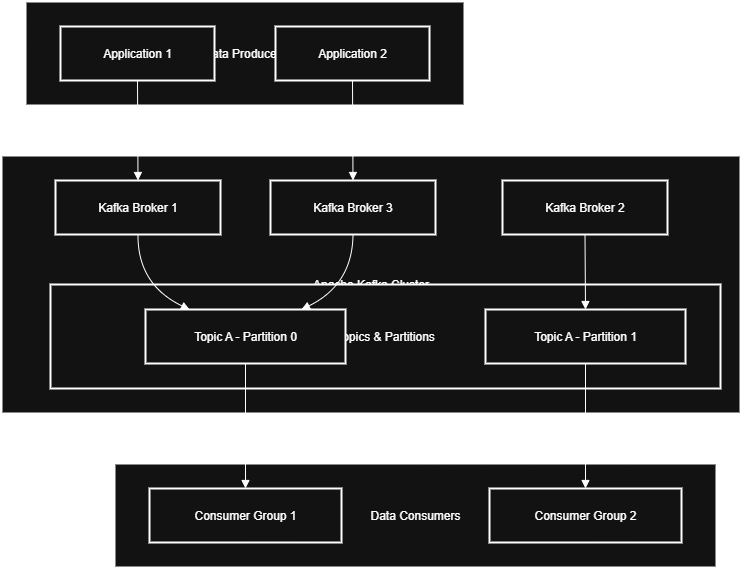 Application 1
ata Produce
Application 2
Kafka Broker 1
Kafka Broker 3
Kafka Broker 2
Apache Kafka Cluster
Topic A - Partition 0
opics & Partitions
Topic A - Partition 1
Consumer Group 1
Data Consumers
Consumer Group 2